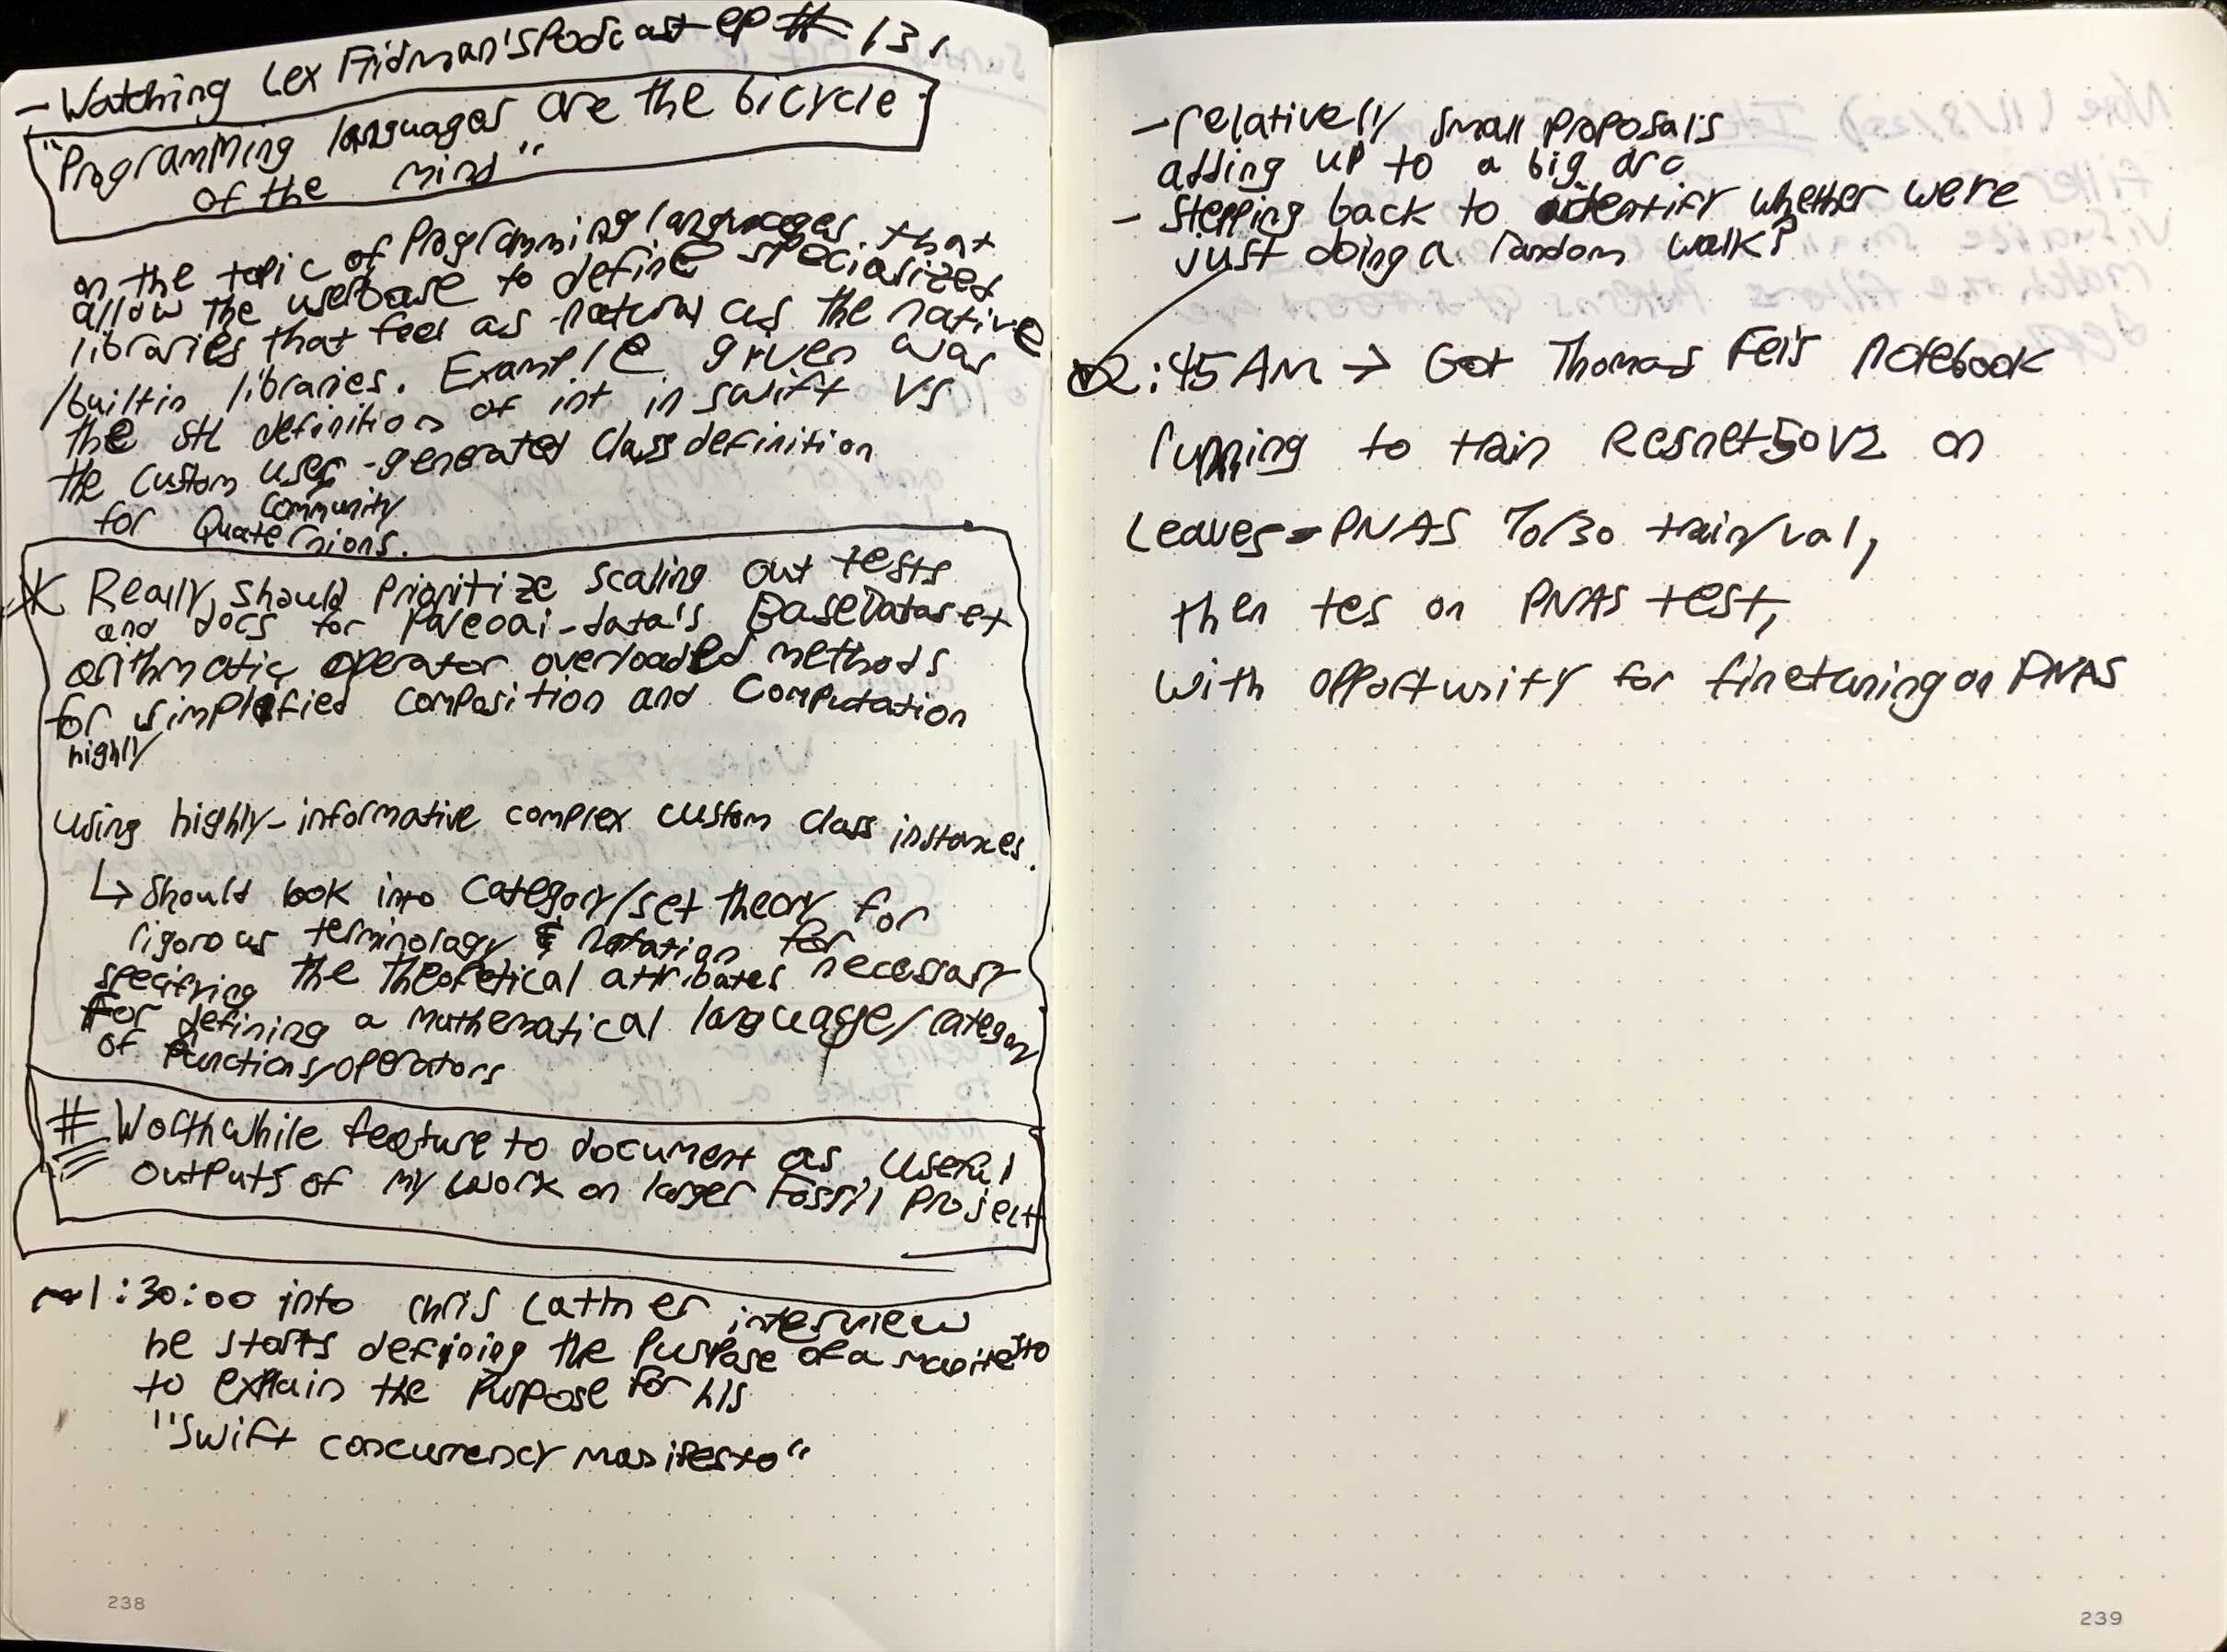 - Watching Lex Fridman's Podcast ep # 131
"Programming languages are the bicycle
of the mind"
on the topic of programming languages that
allow the userbase to define specialized
libraries that feel as natural as the native
/builtin libraries. Example given was
the stl definition of int in swift vs
the custom user-generated class definition
community
for Quaternions.
* Really should prioritize scaling out tests
and docs for Paleoai-data's BaseDataset
arithmatic operator overloaded methods
for simplified composition and computation
highly
using highly-informative complex custom class instances.
↳ Should look into category/set theory for
rigorous terminology & notation for
specifying the theoretical attributes necessary
for defining a mathematical language/category
of functions/operators
# Worthwhile feature to document as useful
outputs of my work on larger Fossil Project
~1:30:00 into Chris Lattner interview
he starts defining the purpose of a manifesto
to explain the purpose for his
"Swift concurrency manifesto"
238
- relatively small proposals
adding up to a big arc
- Stepping back to identify whether were
just doing a random walk?
2:45 AM → Got Thomas Fei's notebook
running to train Resnet50v2 on
Leaves-PNAS 70/30 train/val,
then tes on PNAS test,
with opportunity for finetuning on PNAS
239